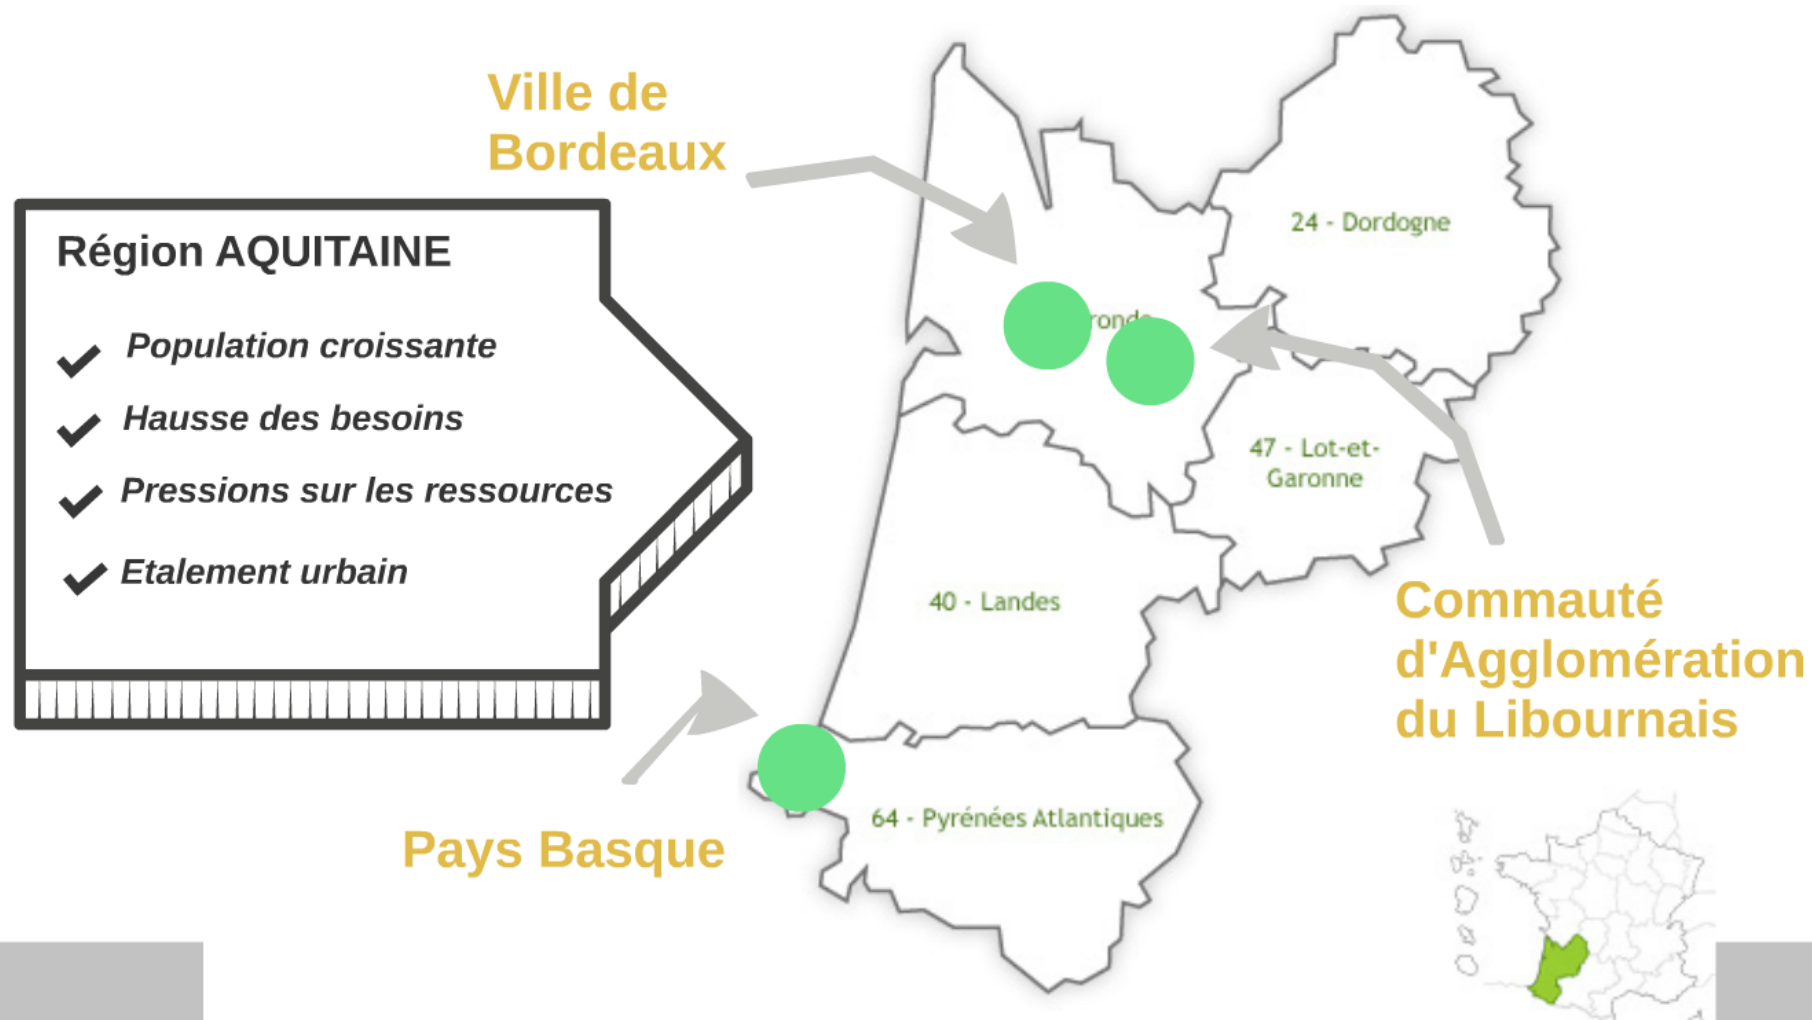 Ville de
Bordeaux
Région AQUITAINE
Population croissante
Hausse des besoins
Pressions sur les ressources
Etalement urbain
24 - Dordogne
47 - Lot-et-
Garonne
40 - Landes
Commauté
d'Agglomération
du Libournais
64 - Pyrénées Atlantiques
Pays Basque